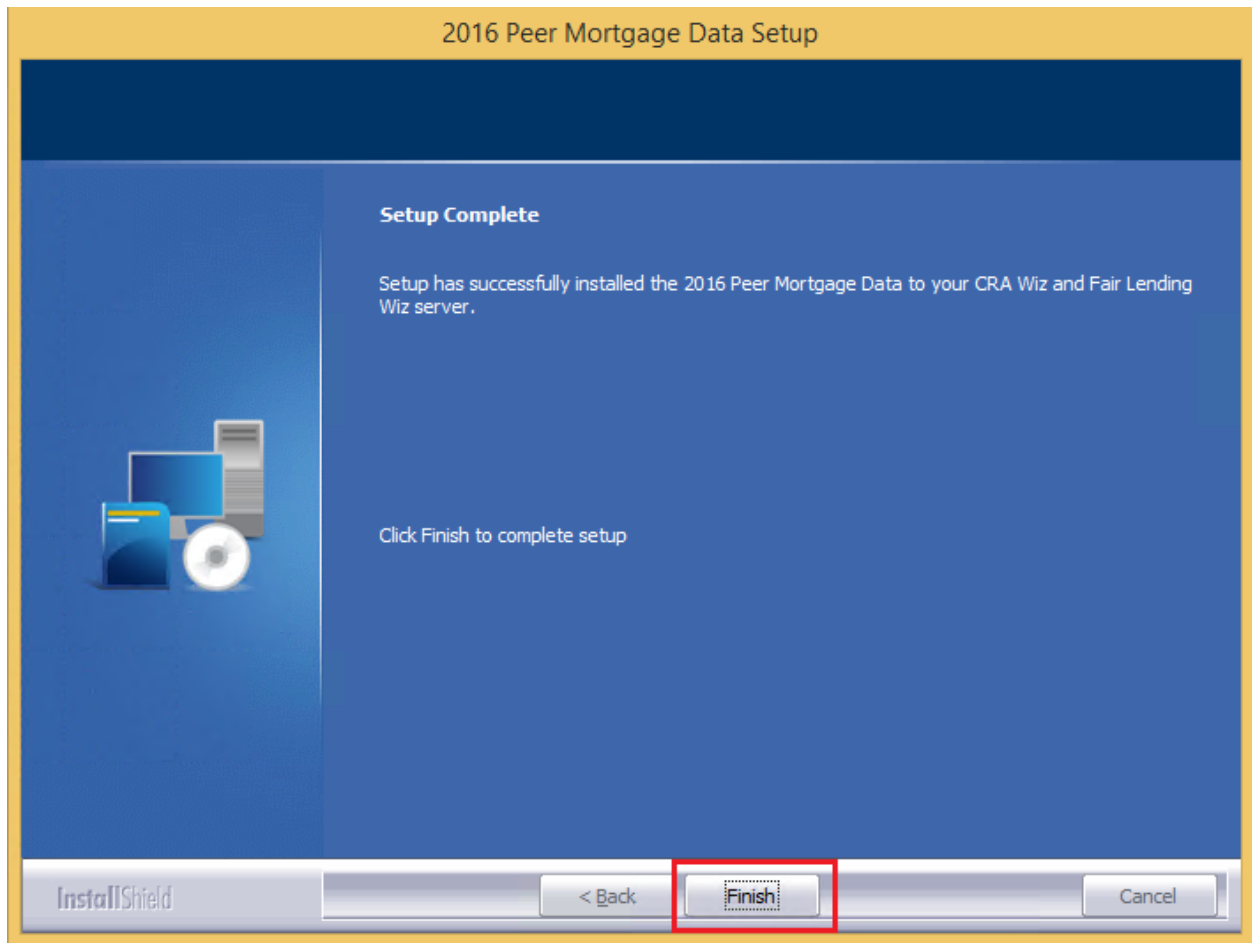 2016 Peer Mortgage Data Setup
Setup Complete
Setup has successfully installed the 2016 Peer Mortgage Data to your CRA Wiz and Fair Lending
Wiz server.
Click Finish to complete setup
InstallShield
< Back
Finish
Cancel